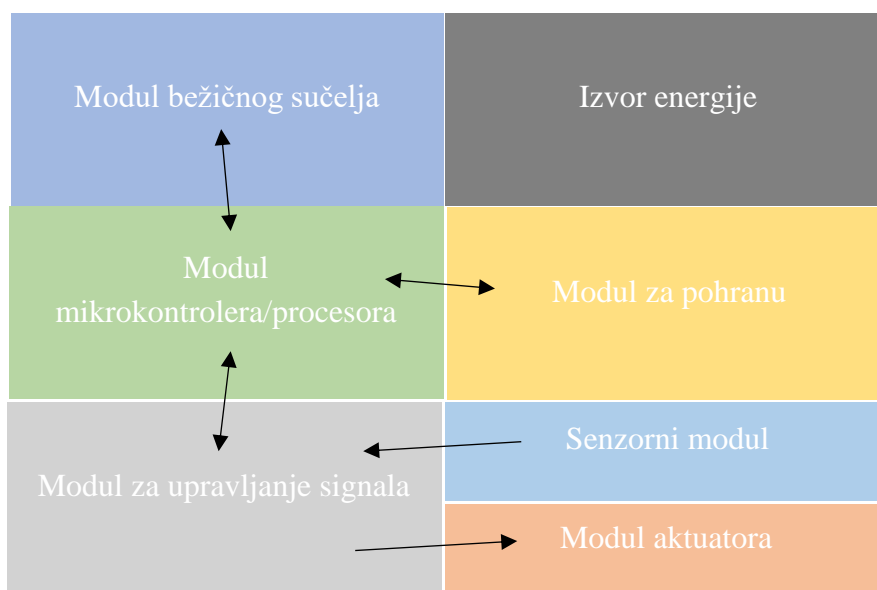 Modul bežičnog sučelja
Izvor energije
Modul
mikrokontrolera/procesora
Modul za pohranu
Senzorni modul
Modul za upravljanje signala
Modul aktuatora